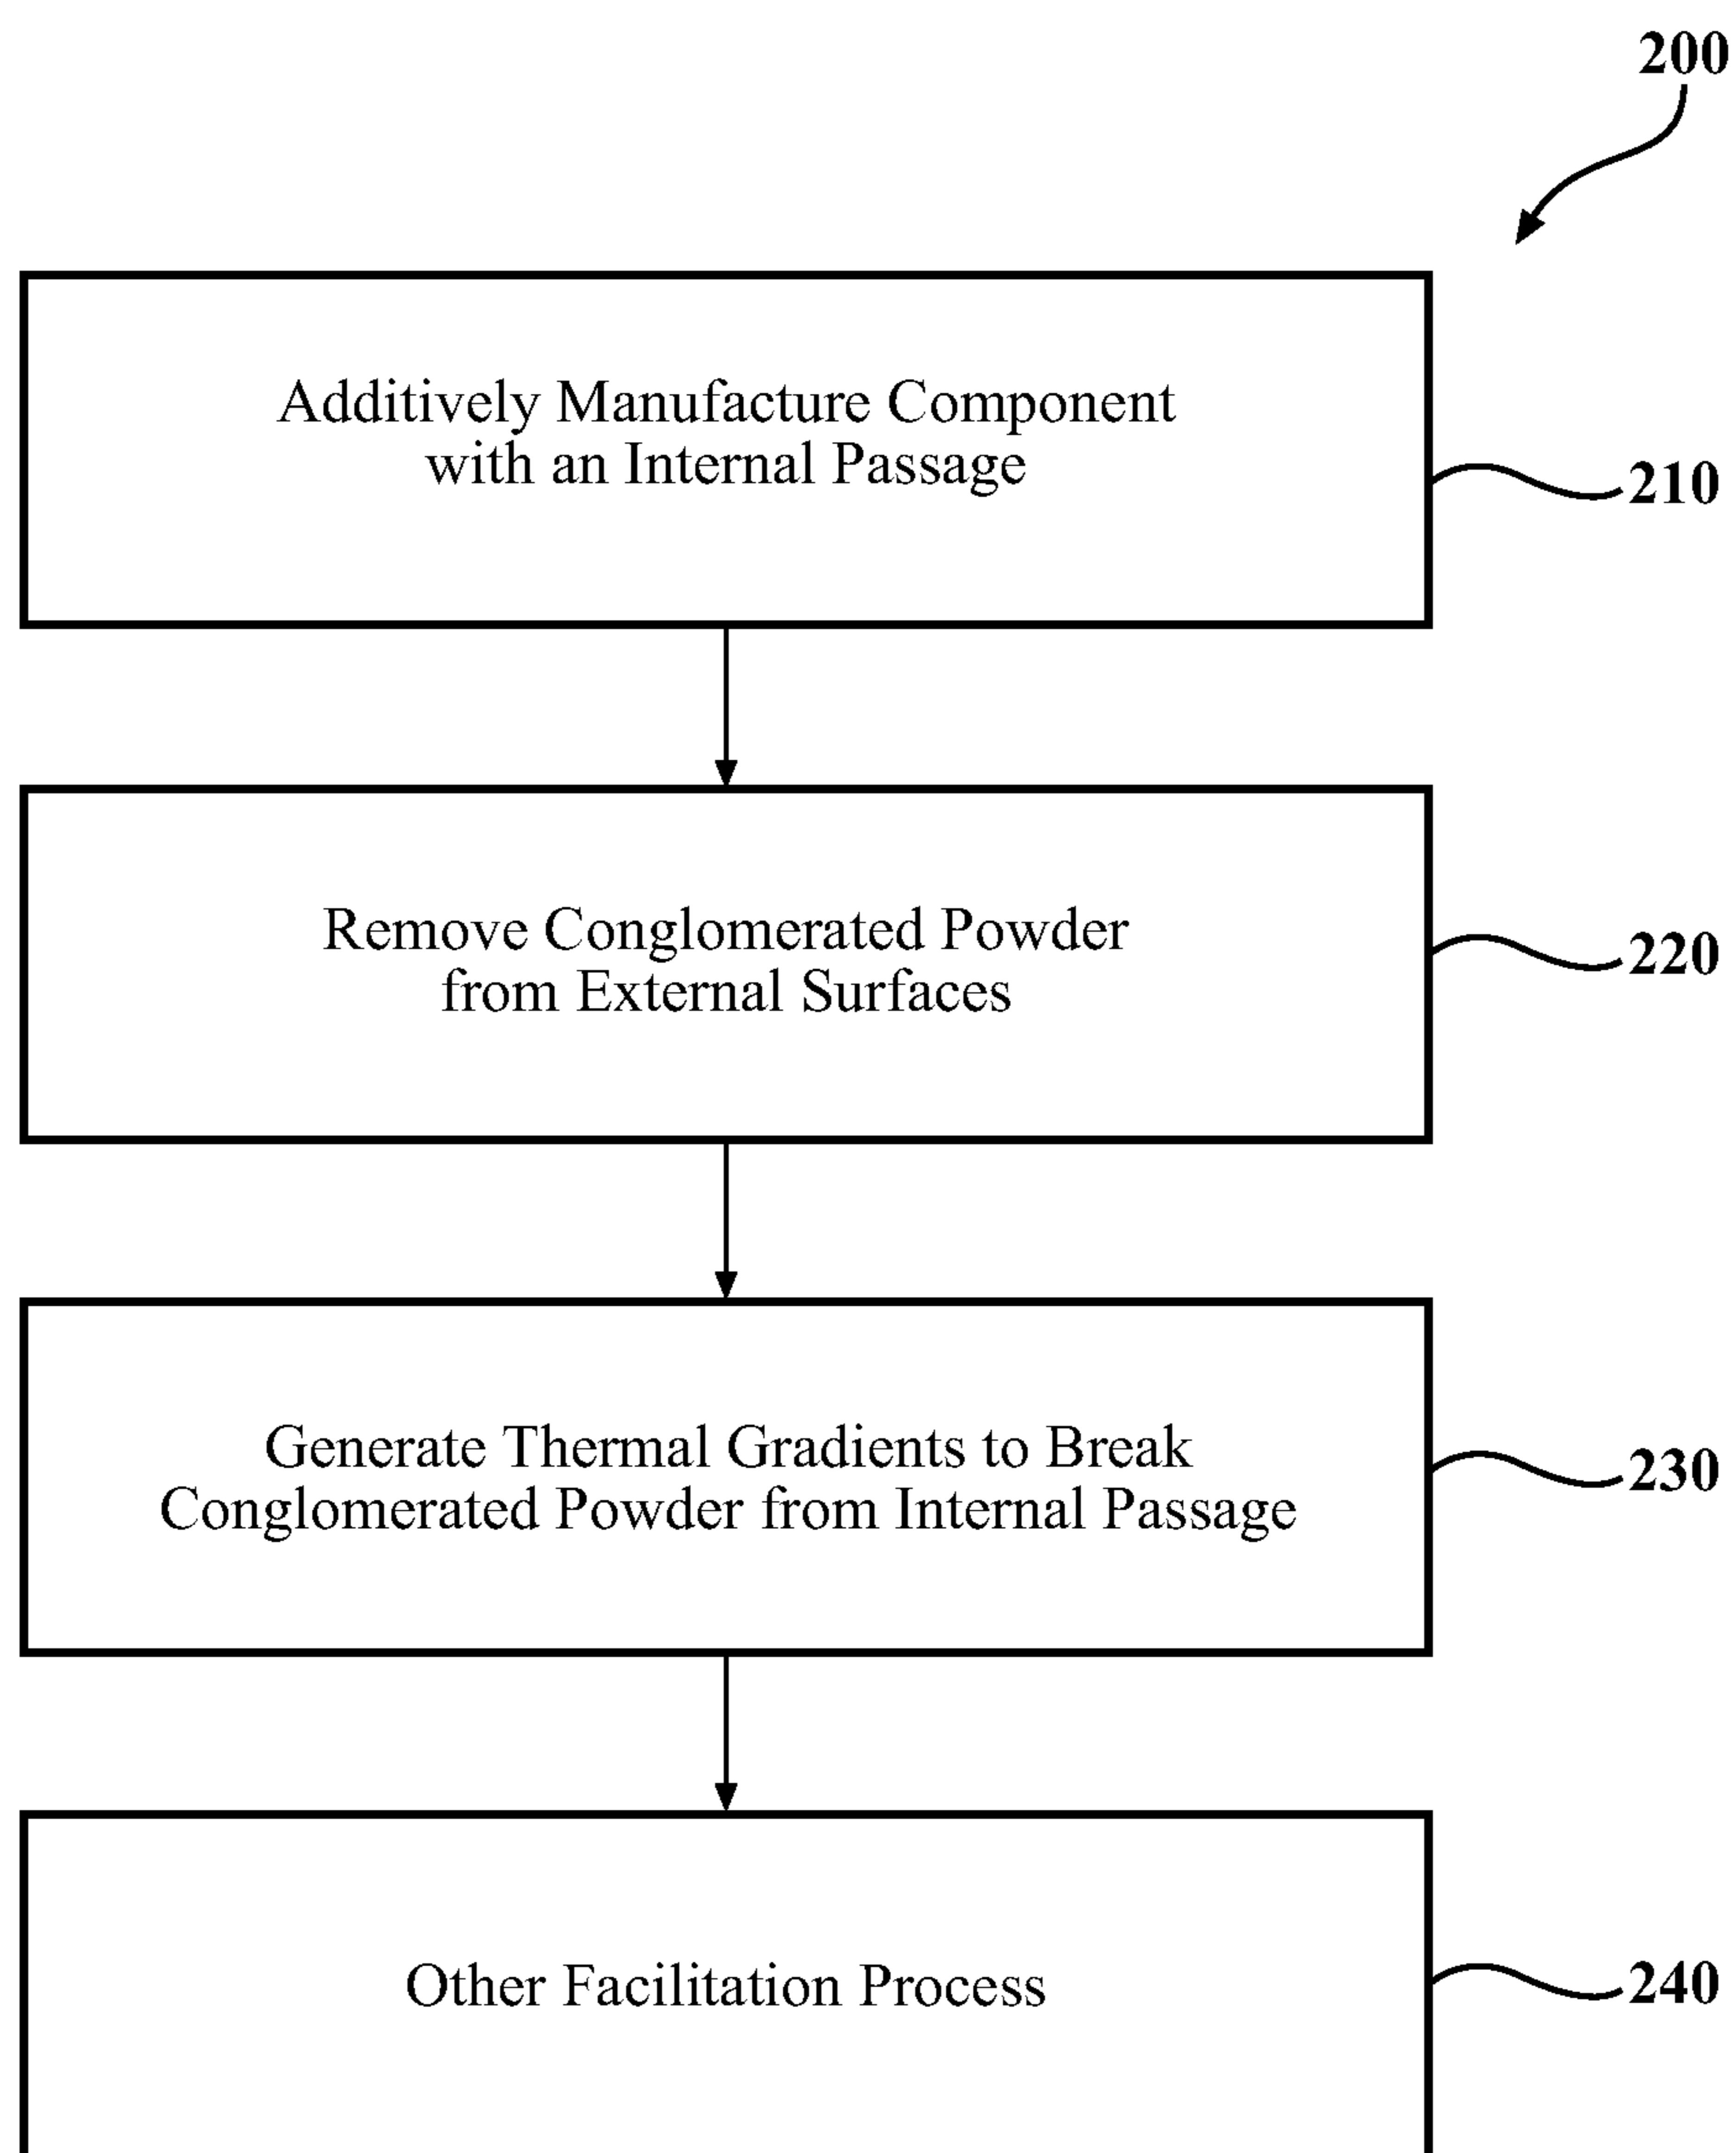 200
Additively Manufacture Component
with an Internal Passage
210
Remove Conglomerated Powder
from External Surfaces
220
Generate Thermal Gradients to Break
Conglomerated Powder from Internal Passage
230
Other Facilitation Process
240